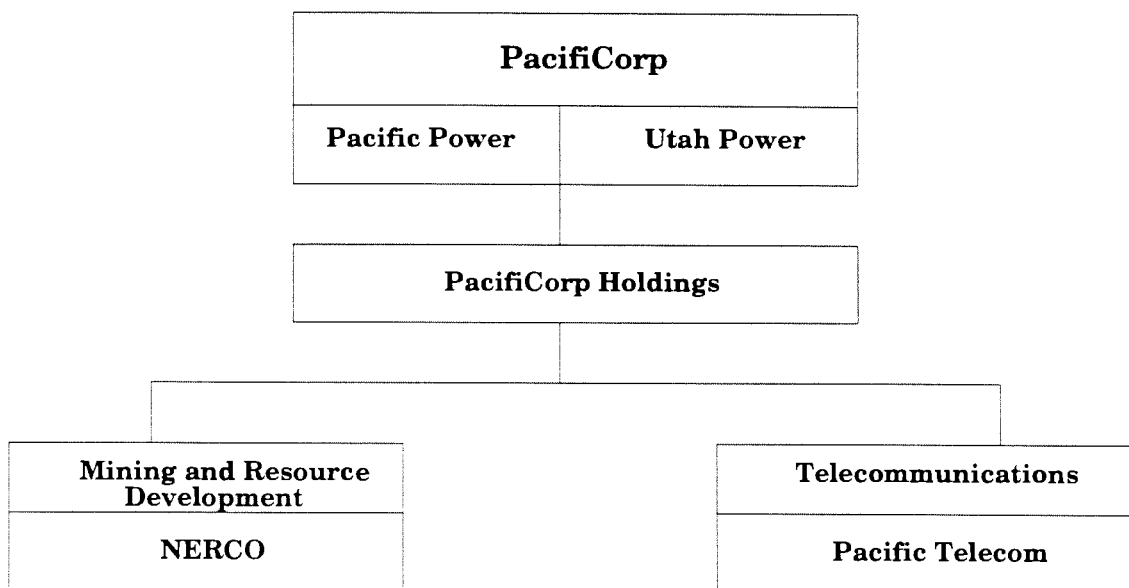 PacifiCorp
Pacific Power
Utah Power
PacifiCorp Holdings
Mining and Resource
Development
NERCO
Telecommunications
Pacific Telecom